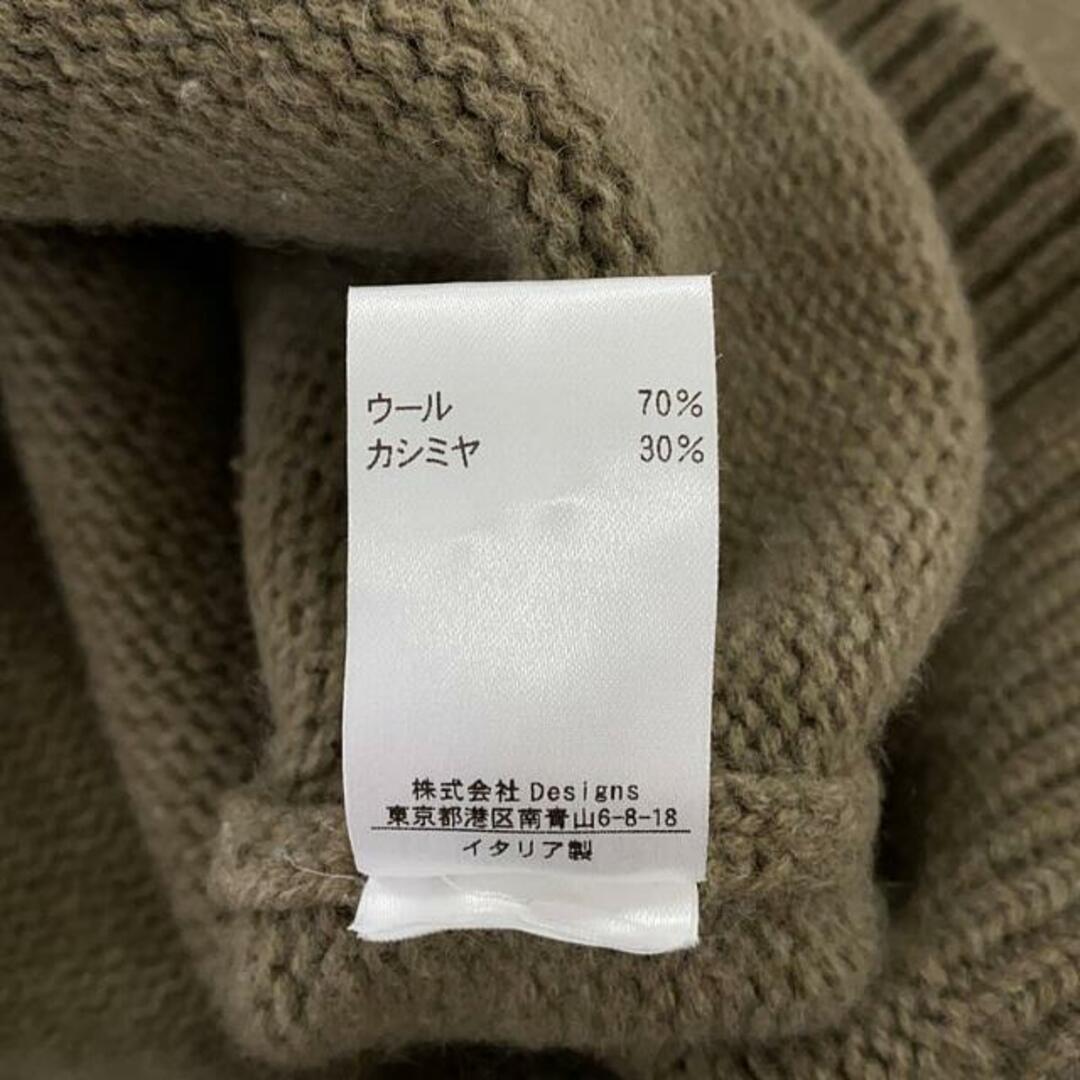 ウール 70%
カシミヤ 30%
株式会社 Designs
東京都港区南青山6-8-18
イタリア製